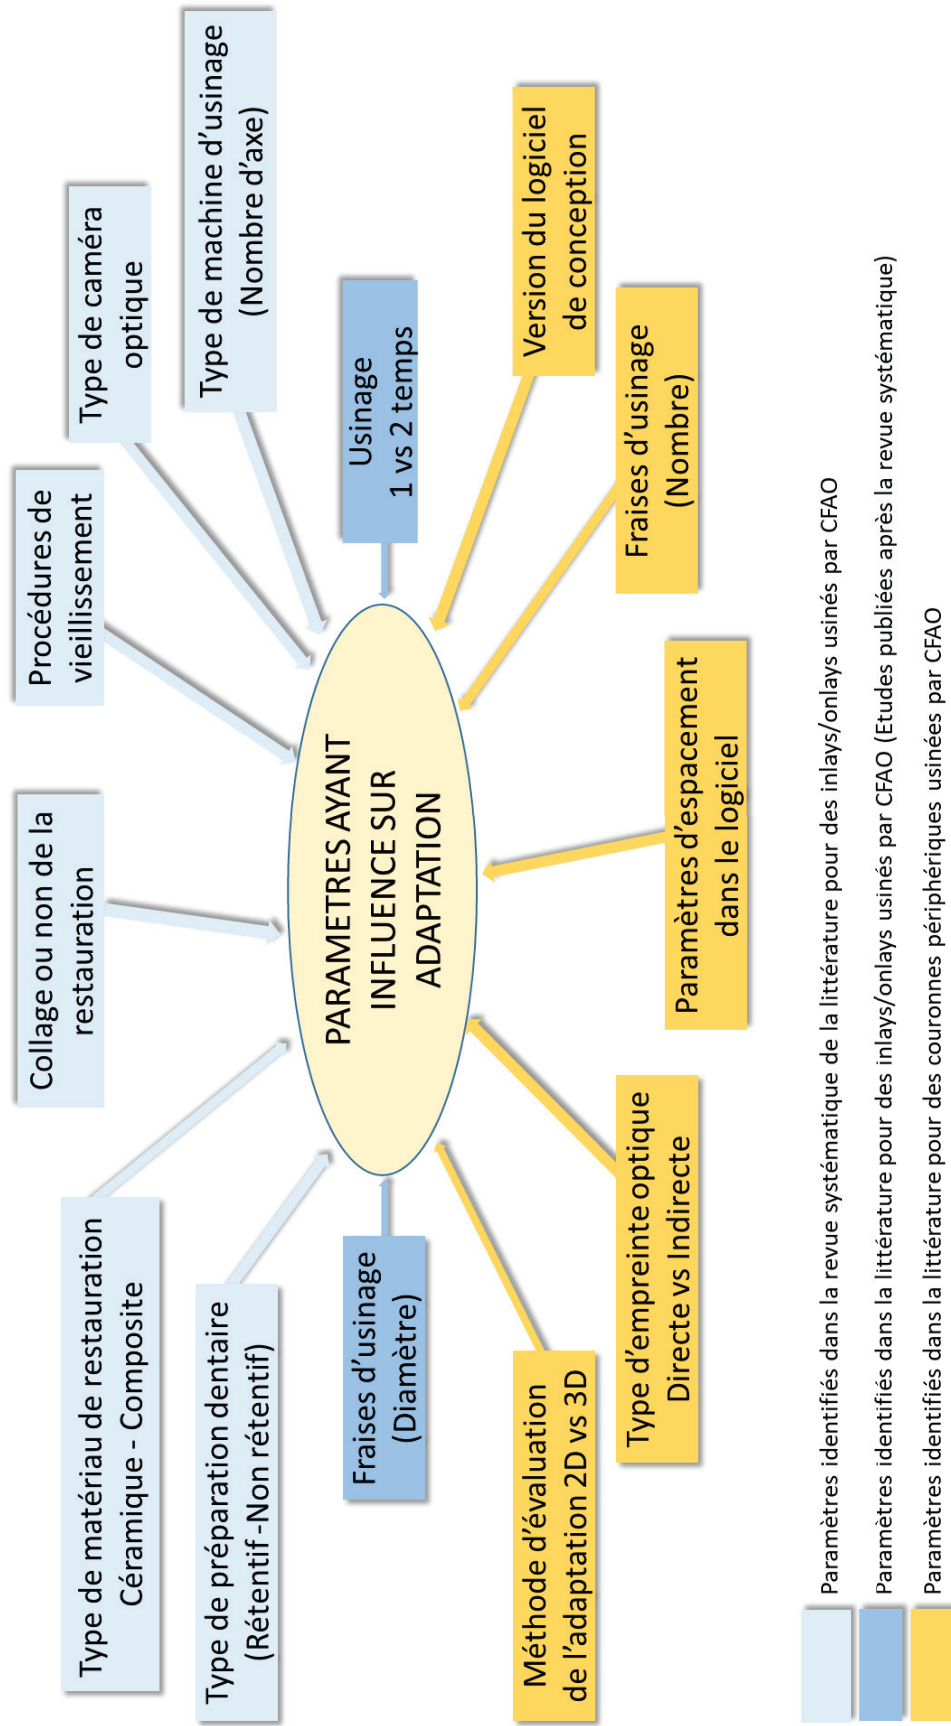 Type de matériau de restauration
Céramique - Composite
Collage ou non de la
restauration
Procédures de
vieillissement
Type de caméra
optique
Type de machine d'usinage
(Nombre d'axe)
Type de préparation dentaire
(Rétentif -Non rétentif)
Fraises d'usinage
(Diamètre)
PARAMETRES AYANT
INFLUENCE SUR
ADAPTATION
Usinage
1 vs 2 temps
Méthode d'évaluation
de l'adaptation 2D vs 3D
Type d'empreinte optique
Directe vs Indirecte
Paramètres d'espacement
dans le logiciel
Fraises d'usinage
(Nombre)
Version du logiciel
de conception
Paramètres identifiés dans la revue systématique de la littérature pour des inlays/onlays usinés par CFAO
Paramètres identifiés dans la littérature pour des inlays/onlays usinés par CFAO (Etudes publiées après la revue systématique)
Paramètres identifiés dans la littérature pour des couronnes périphériques usinées par CFAO